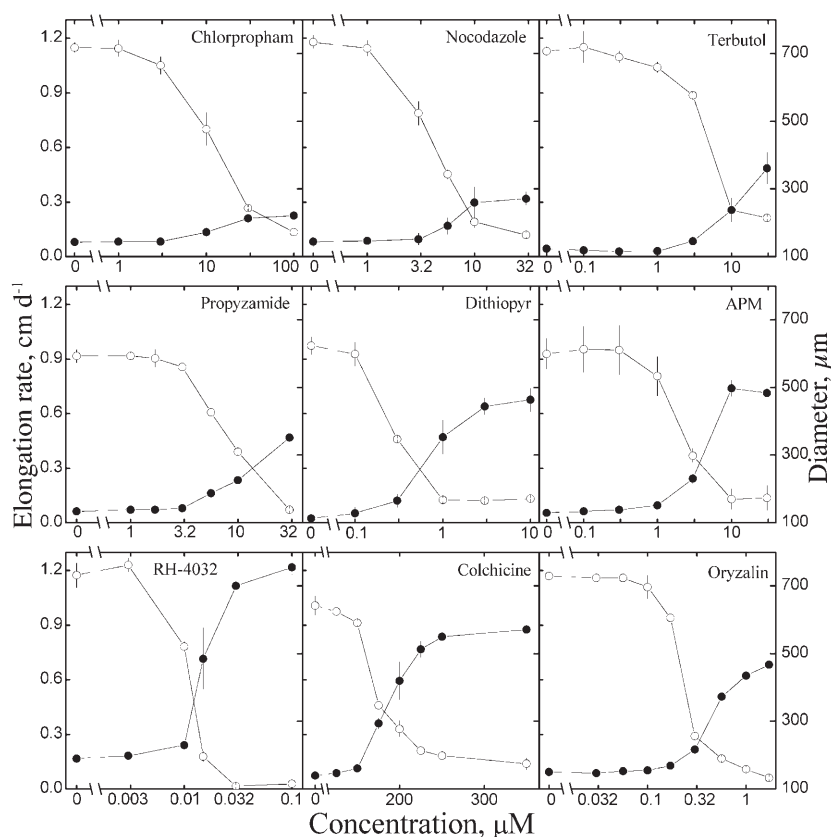 Chlorpropham
Nocodazole
Terbutol
1.2
0.9
0.6
0.3
0.0
700
500
300
100
0 1 10 100
0 1 3.2 10 32
0 0.1 1 10
Propyzamide
Dithiopyr
APM
1.2
0.9
0.6
0.3
0.0
700
500
300
100
0 1 3.2 10 32
0 0.1 1 10
0 0.1 1 10
RH-4032
Colchicine
Oryzalin
1.2
0.9
0.6
0.3
0.0
700
500
300
100
0 0.003 0.01 0.032 0.1
0 200 300
0 0.032 0.1 0.32 1
Elongation rate, cm d-1
Diameter, µm
Concentration, µM